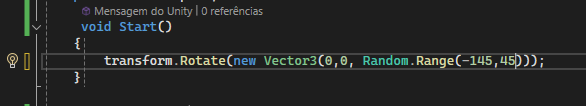 Mensagem do Unity | 0 referências
void Start()
{
transform.Rotate(new Vector3(0,0, Random.Range(-145,45)));
}